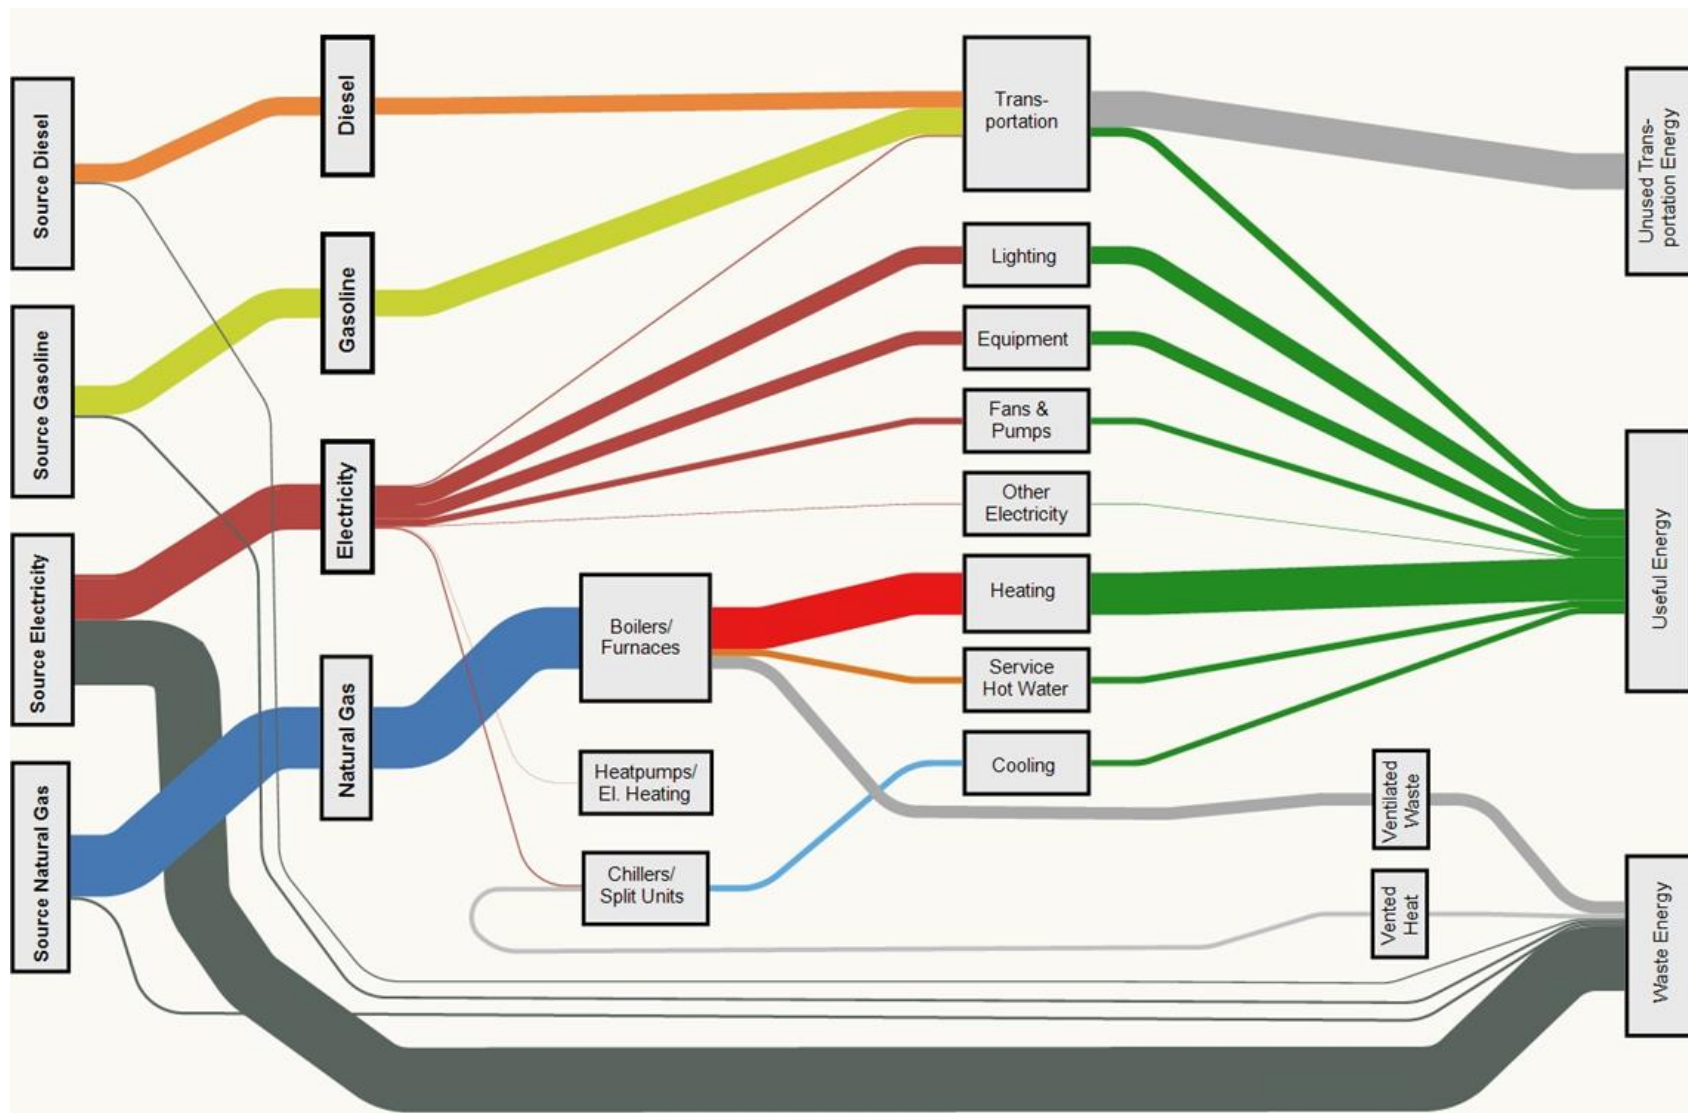 Source Diesel
Source Gasoline
Source Electricity
Source Natural Gas
Diesel
Gasoline
Electricity
Natural Gas
Boilers/
Furnaces
Heatpumps/
El. Heating
Chillers/
Split Units
Trans-
portation
Lighting
Equipment
Fans &
Pumps
Other
Electricity
Heating
Service
Hot Water
Cooling
Ventilated
Waste
Vented
Heat
Unused Trans-
portation Energy
Useful Energy
Waste Energy